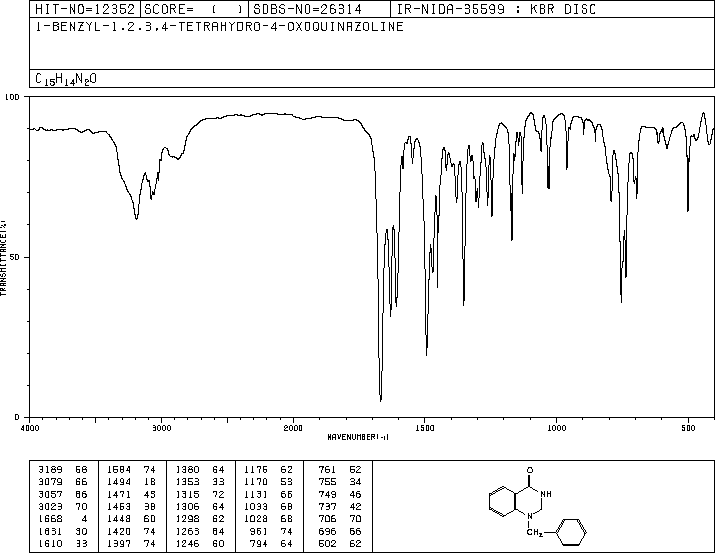 HIT-NO=12352 SCORE= ( ) SDBS-NO=26314 IR-NIDA-35599 : KBR DISC
1-BENZYL-1,2,3,4-TETRAHYDRO-4-OXOQUINAZOLINE
C15H14N2O
100
50
0
TRANSMITTANCE(%)
4000 3000 2000 1500 1000 500
WAVENUMBER(-1)
3189 58 1584 74 1380 64 1176 62 761 52
3079 66 1494 18 1353 33 1170 53 755 34
3057 66 1471 45 1315 72 1131 66 749 46
3023 70 1453 38 1306 64 1033 68 737 42
1668 4 1448 60 1298 62 1028 68 706 70
1631 30 1420 74 1263 64 961 74 696 66
1610 33 1397 74 1246 60 794 64 502 62
O
NH
N
CH2